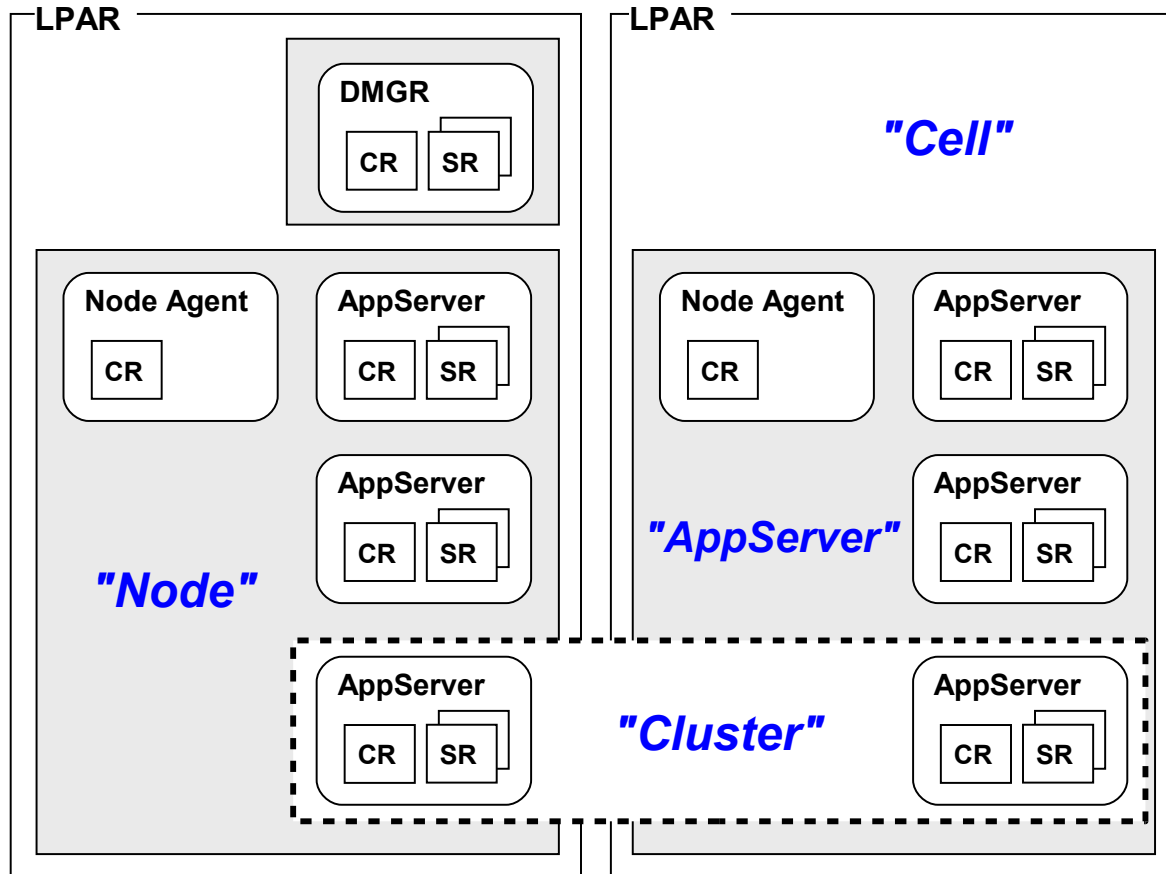 LPAR
DMGR
CR SR
Node Agent
CR
AppServer
CR SR
AppServer
CR SR
"Node"
AppServer
CR SR
"Cluster"
LPAR
"Cell"
Node Agent
CR
AppServer
CR SR
"AppServer"
AppServer
CR SR
AppServer
CR SR